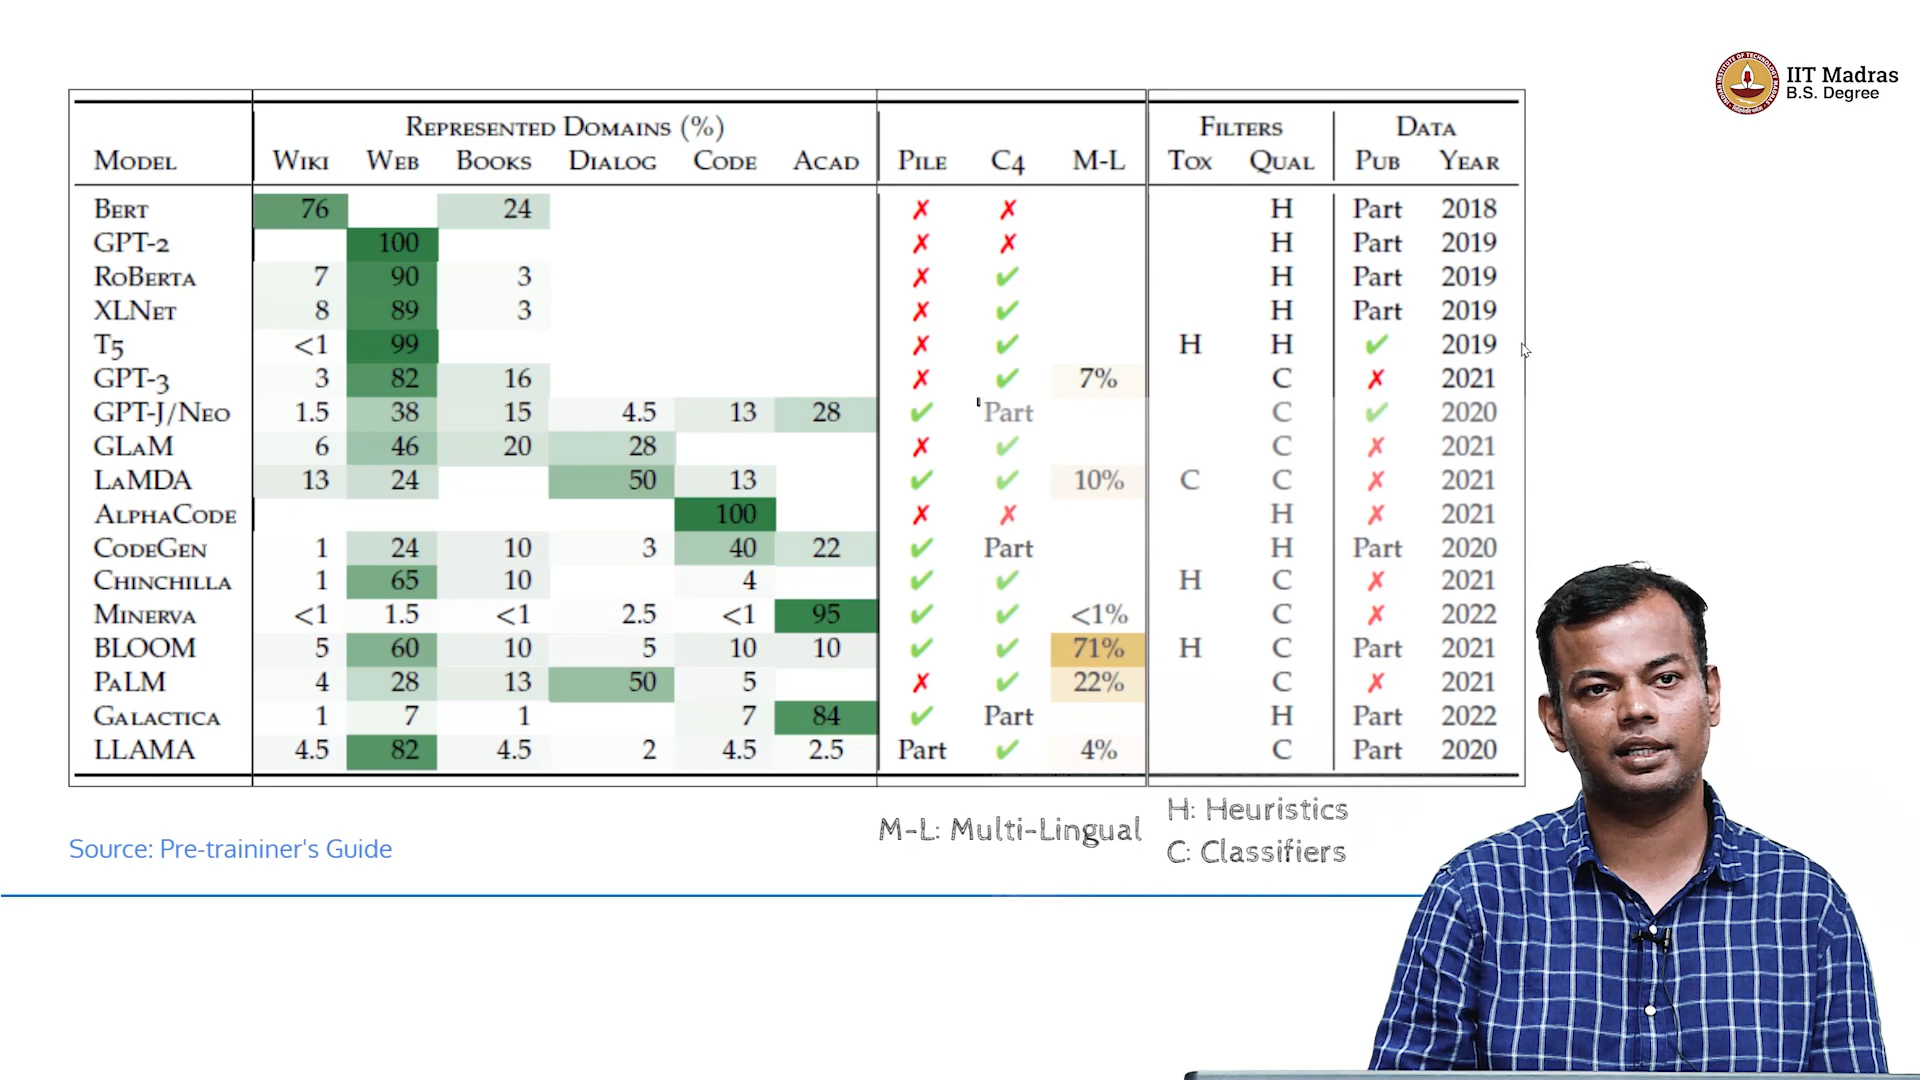 IIT Madras
B.S. Degree
REPRESENTED DOMAINS (%) FILTERS DATA
MODEL WIKI WEB BOOKS DIALOG CODE ACAD PILE C4 M-L TOX QUAL PUB YEAR
BERT 76 24 ✗ ✗ H Part 2018
GPT-2 100 ✗ ✗ H Part 2019
ROBERTA 7 90 3 ✗ ✔ H Part 2019
XLNET 8 89 3 ✗ ✔ H Part 2019
T5 <1 99 ✗ ✔ H H ✔ 2019
GPT-3 3 82 16 ✗ ✔ 7% C ✗ 2021
GPT-J/NEO 1.5 38 15 4.5 13 28 ✔ Part C ✔ 2020
GLAM 6 46 20 28 ✗ ✔ C ✗ 2021
LAMDA 13 24 50 13 ✔ ✔ 10% C C ✗ 2021
ALPHACODE 100 ✗ ✗ H ✗ 2021
CODEGEN 1 24 10 3 40 22 ✔ Part H Part 2020
CHINCHILLA 1 65 10 4 ✔ ✔ H C ✗ 2021
MINERVA <1 1.5 <1 2.5 <1 95 ✔ ✔ <1% C ✗ 2022
BLOOM 5 60 10 5 10 10 ✔ ✔ 71% H C Part 2021
PALM 4 28 13 50 5 ✗ ✔ 22% C ✗ 2021
GALACTICA 1 7 1 7 84 ✔ Part H Part 2022
LLAMA 4.5 82 4.5 2 4.5 2.5 Part ✔ 4% C Part 2020
M-L: Multi-Lingual
H: Heuristics
C: Classifiers
Source: Pre-traininer's Guide